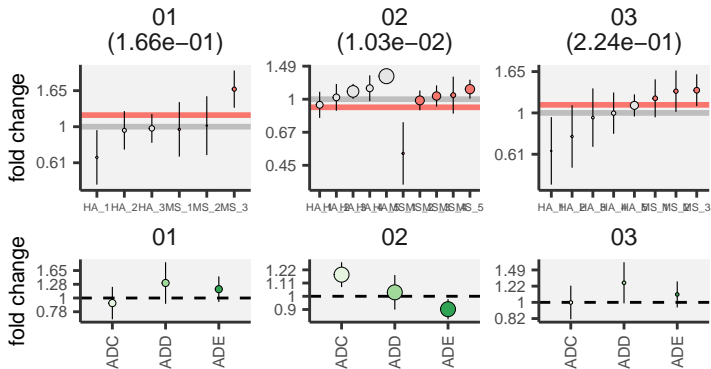 01 02 03
(1.66e−01) (1.03e−02) (2.24e−01)
fold change
1.65
1
0.61
HA_1 HA_2 HA_3 MS_1 MS_2 MS_3
1.49
1
0.67
0.45
MS_5
1.65
1
0.61
MS_3
01 02 03
fold change
1.65
1.28
1
0.78
ADC ADD ADE
1.22
1.11
1
0.9
ADC ADD ADE
1.49
1.22
1
0.82
ADC ADD ADE